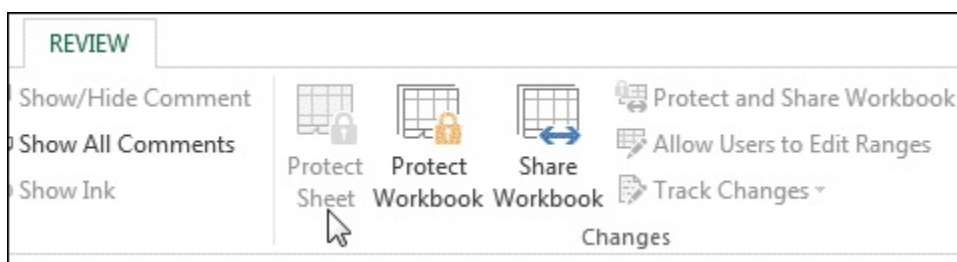 REVIEW
Show/Hide Comment
Show All Comments
Show Ink
Protect
Sheet
Protect
Workbook
Share
Workbook
Protect and Share Workbook
Allow Users to Edit Ranges
Track Changes
Changes